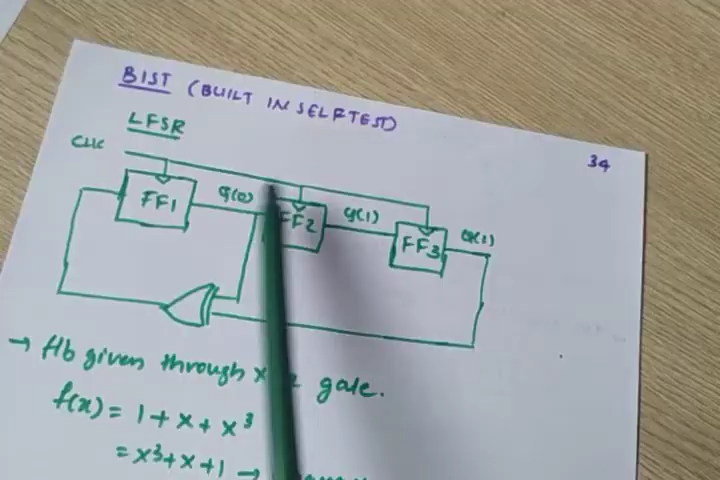 BIST (BUILT IN SELFTEST)
LFSR
34
CLK
FF1
q(0)
FF2
q(1)
FF3
→ f/b given through gate.
f(x) = 1 + x + x³
= x³+x+1 →